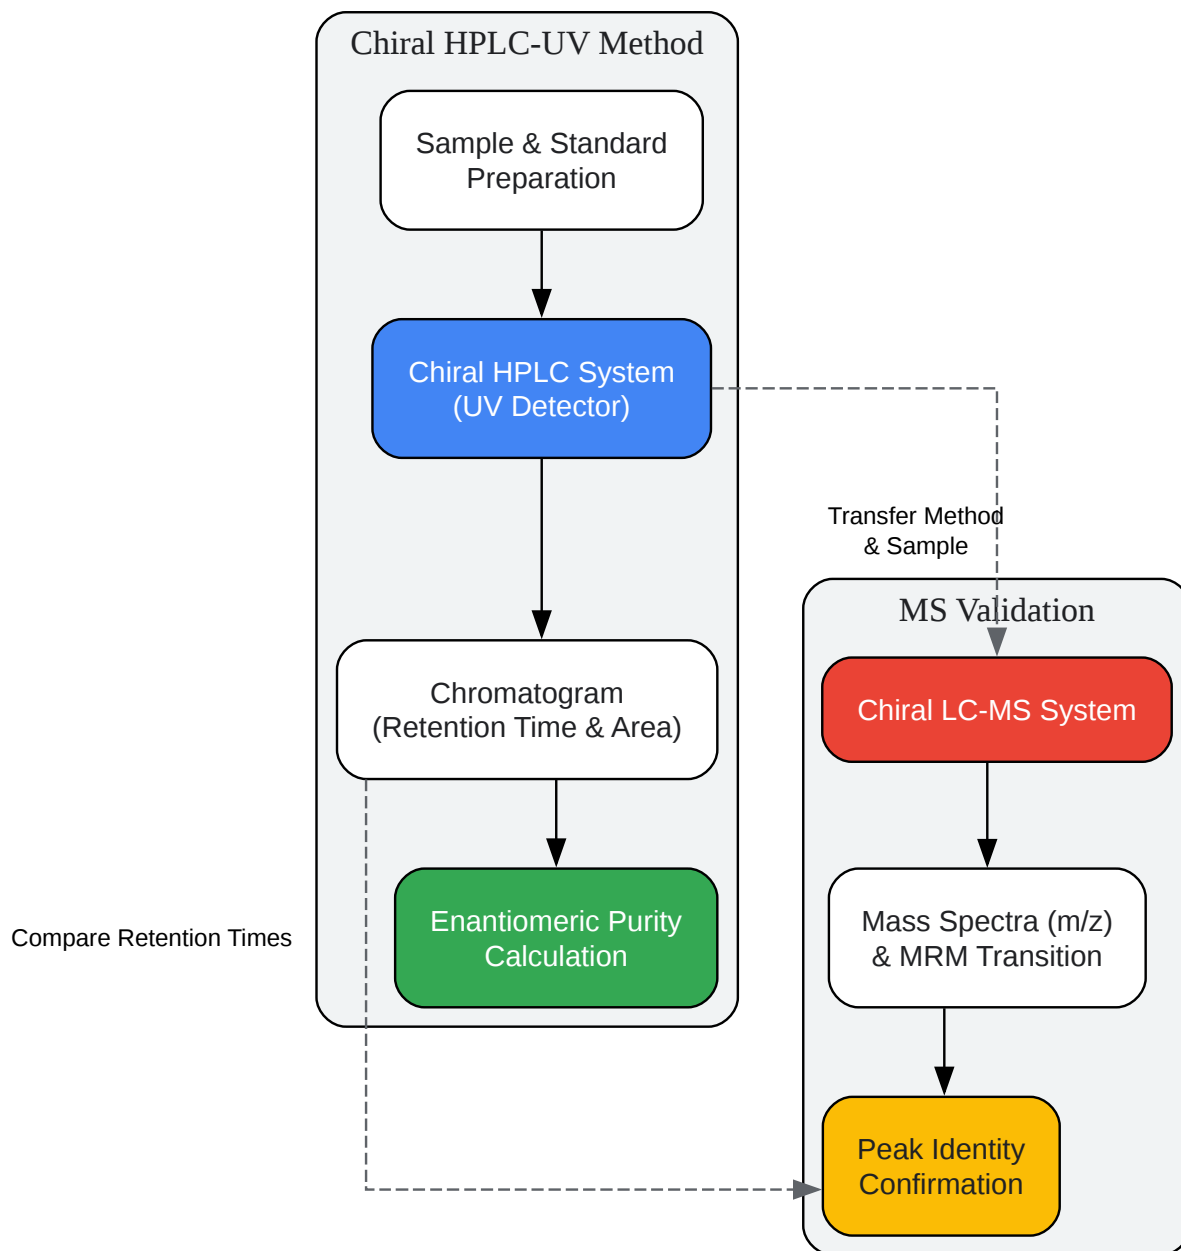 Chiral HPLC-UV Method
Sample & Standard
Preparation
Chiral HPLC System
(UV Detector)
Transfer Method
& Sample
MS Validation
Chromatogram
(Retention Time & Area)
Chiral LC-MS System
Enantiomeric Purity
Calculation
Compare Retention Times
Mass Spectra (m/z)
& MRM Transition
Peak Identity
Confirmation